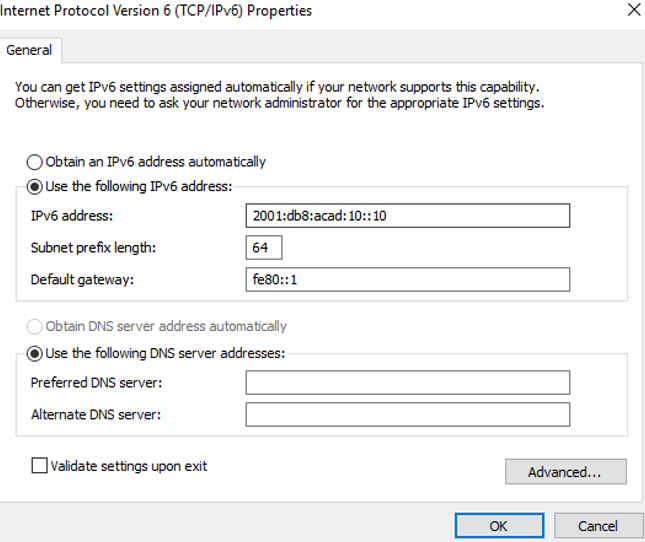 Internet Protocol Version 6 (TCP/IPv6) Properties
General
You can get IPv6 settings assigned automatically if your network supports this capability.
Otherwise, you need to ask your network administrator for the appropriate IPv6 settings.
Obtain an IPv6 address automatically
Use the following IPv6 address:
IPv6 address: 2001:db8:acad:10::10
Subnet prefix length: 64
Default gateway: fe80::1
Obtain DNS server address automatically
Use the following DNS server addresses:
Preferred DNS server:
Alternate DNS server:
Validate settings upon exit
Advanced...
OK Cancel